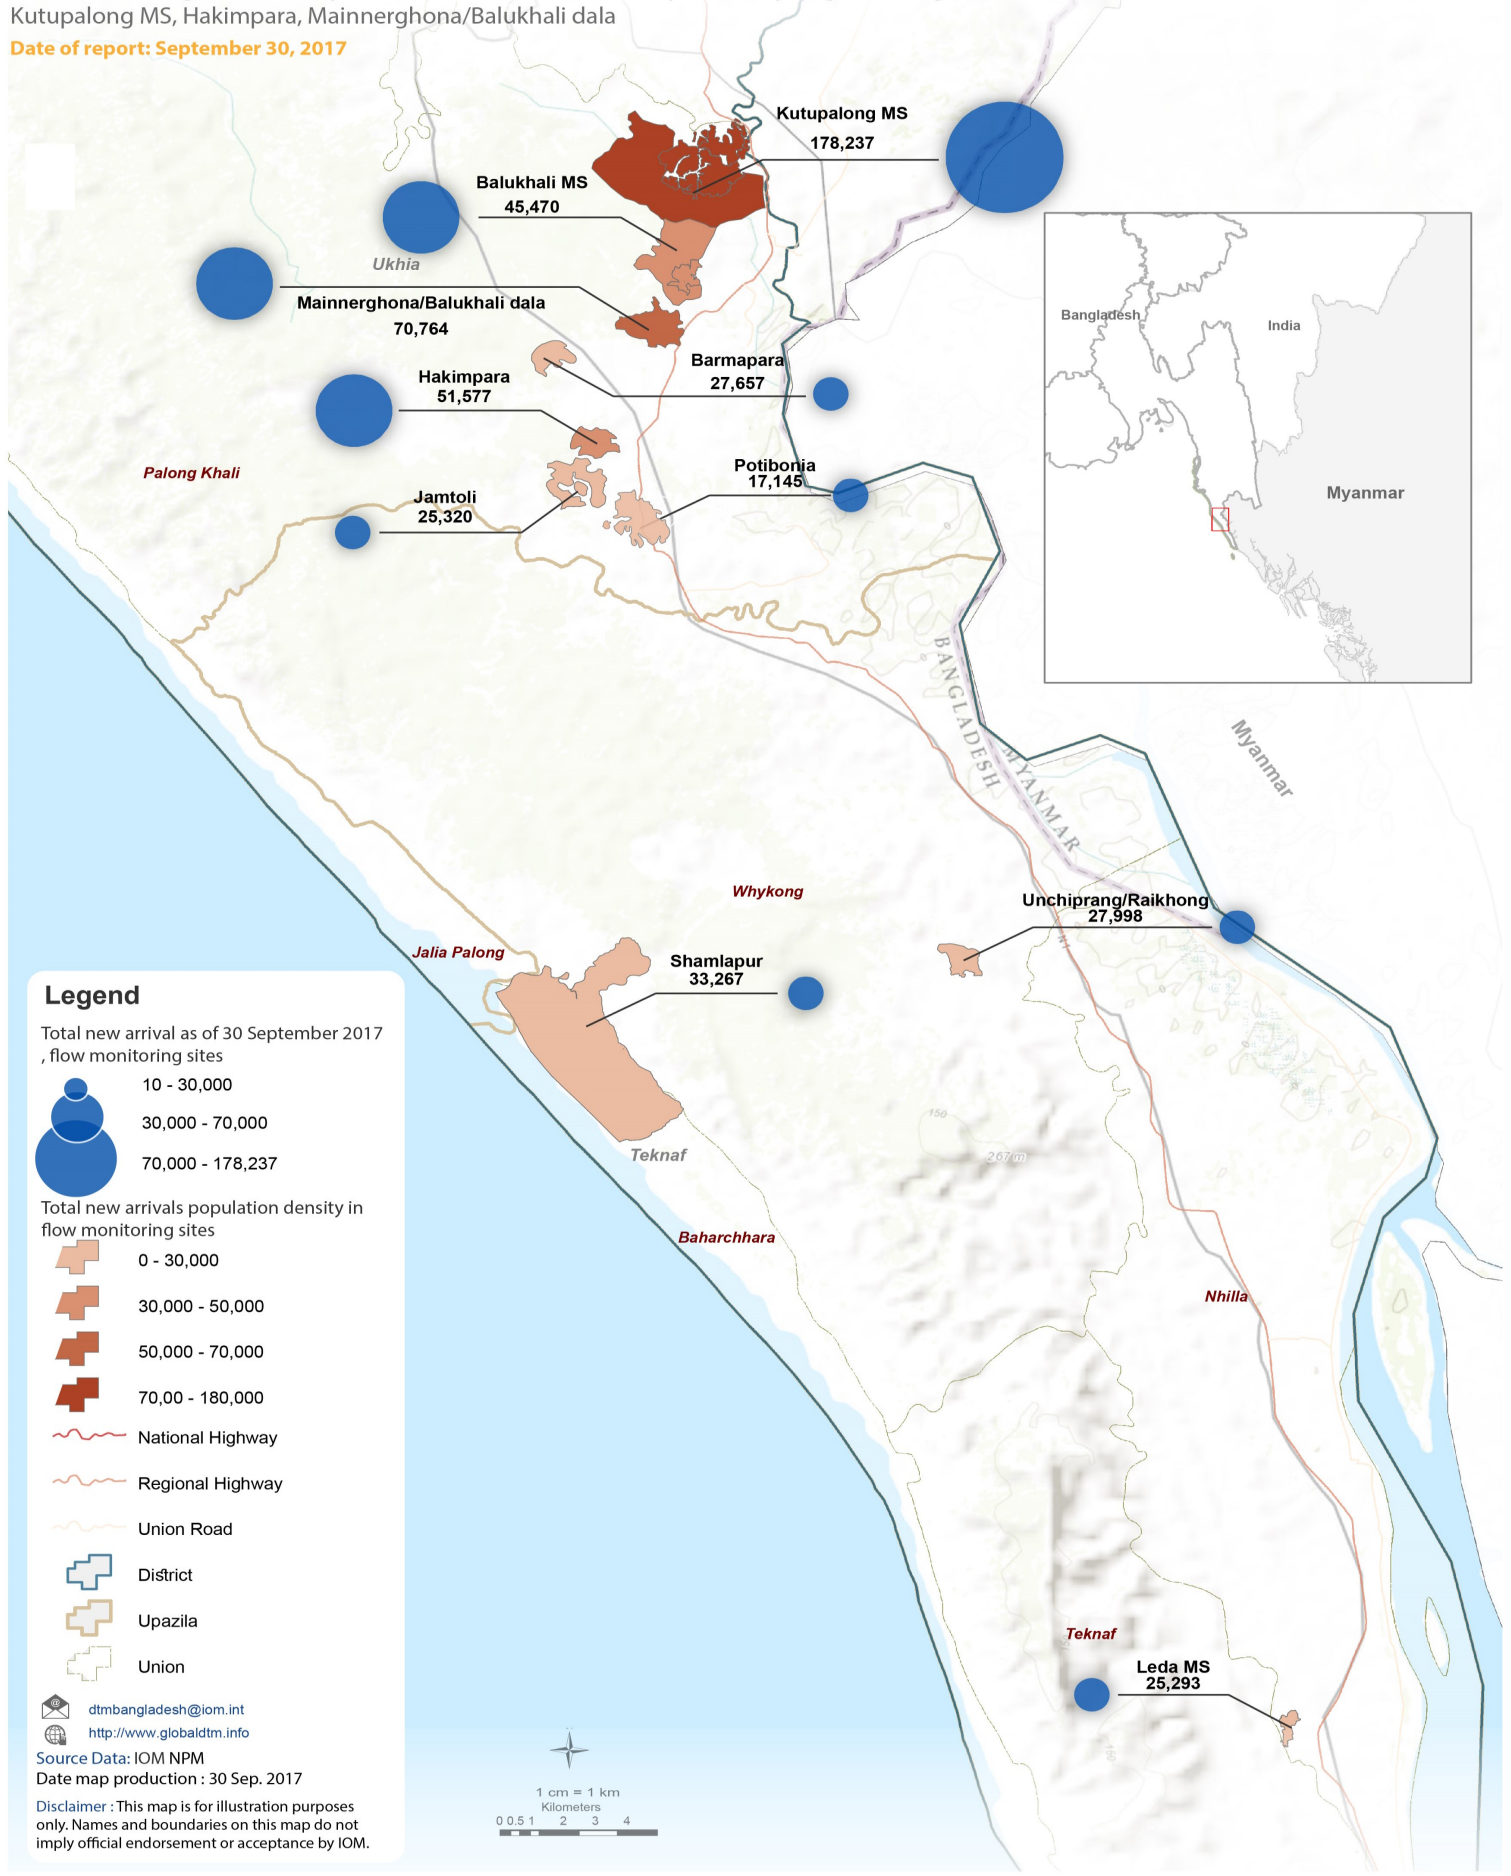 Kutupalong MS, Hakimpara, Mainnerghona/Balukhali dala
Date of report: September 30, 2017
Kutupalong MS
178,237
Balukhali MS
45,470
Ukhia
Mainnerghona/Balukhali dala
70,764
Barmapara
27,657
Hakimpara
51,577
Palong Khali
Potibonia
17,145
Jamtoli
25,320
Bangladesh
India
Myanmar
BANGLADESH
MYANMAR
Myanmar
Whykong
Unchiprang/Raikhong
27,998
N1
Jalia Palong
Shamlapur
33,267
150
267 m
Teknaf
Baharchhara
Nhilla
Teknaf
Leda MS
25,293
150
Legend
Total new arrival as of 30 September 2017
, flow monitoring sites
10 - 30,000
30,000 - 70,000
70,000 - 178,237
Total new arrivals population density in
flow monitoring sites
0 - 30,000
30,000 - 50,000
50,000 - 70,000
70,00 - 180,000
National Highway
Regional Highway
Union Road
District
Upazila
Union
dtmbangladesh@iom.int
http://www.globaldtm.info
Source Data: IOM NPM
Date map production : 30 Sep. 2017
Disclaimer : This map is for illustration purposes
only. Names and boundaries on this map do not
imply official endorsement or acceptance by IOM.
1 cm = 1 km
Kilometers
0 0.5 1 2 3 4